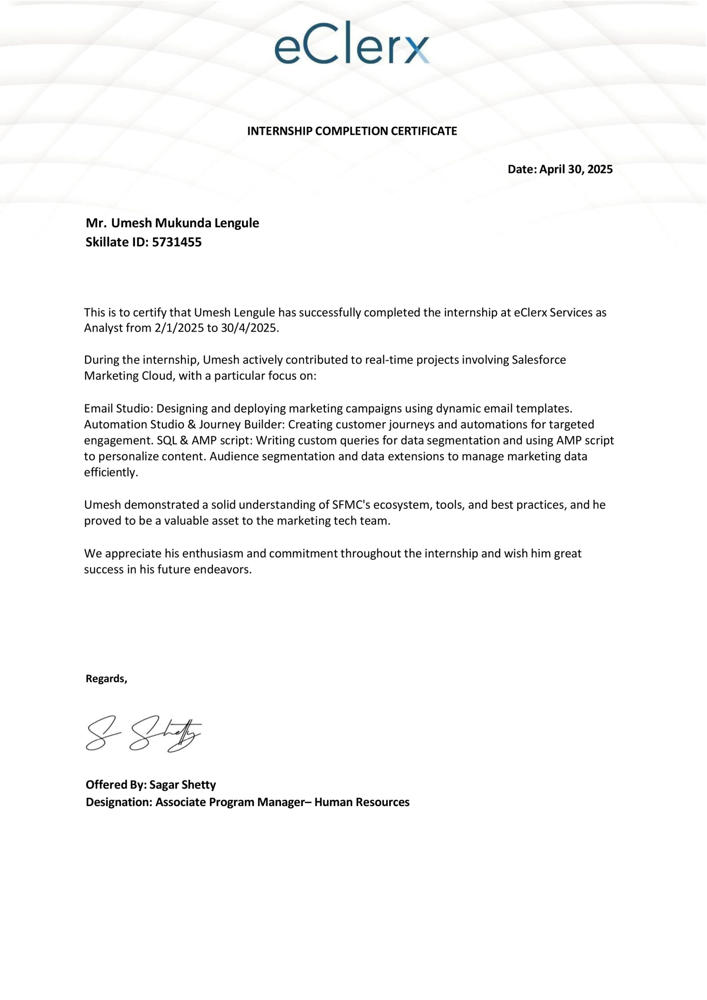 eClerx
INTERNSHIP COMPLETION CERTIFICATE
Date: April 30, 2025
Mr. Umesh Mukunda Lengule
Skillate ID: 5731455
This is to certify that Umesh Lengule has successfully completed the internship at eClerx Services as
Analyst from 2/1/2025 to 30/4/2025.
During the internship, Umesh actively contributed to real-time projects involving Salesforce
Marketing Cloud, with a particular focus on:
Email Studio: Designing and deploying marketing campaigns using dynamic email templates.
Automation Studio & Journey Builder: Creating customer journeys and automations for targeted
engagement. SQL & AMP script: Writing custom queries for data segmentation and using AMP script
to personalize content. Audience segmentation and data extensions to manage marketing data
efficiently.
Umesh demonstrated a solid understanding of SFMC's ecosystem, tools, and best practices, and he
proved to be a valuable asset to the marketing tech team.
We appreciate his enthusiasm and commitment throughout the internship and wish him great
success in his future endeavors.
Regards,
S Shetty
Offered By: Sagar Shetty
Designation: Associate Program Manager– Human Resources